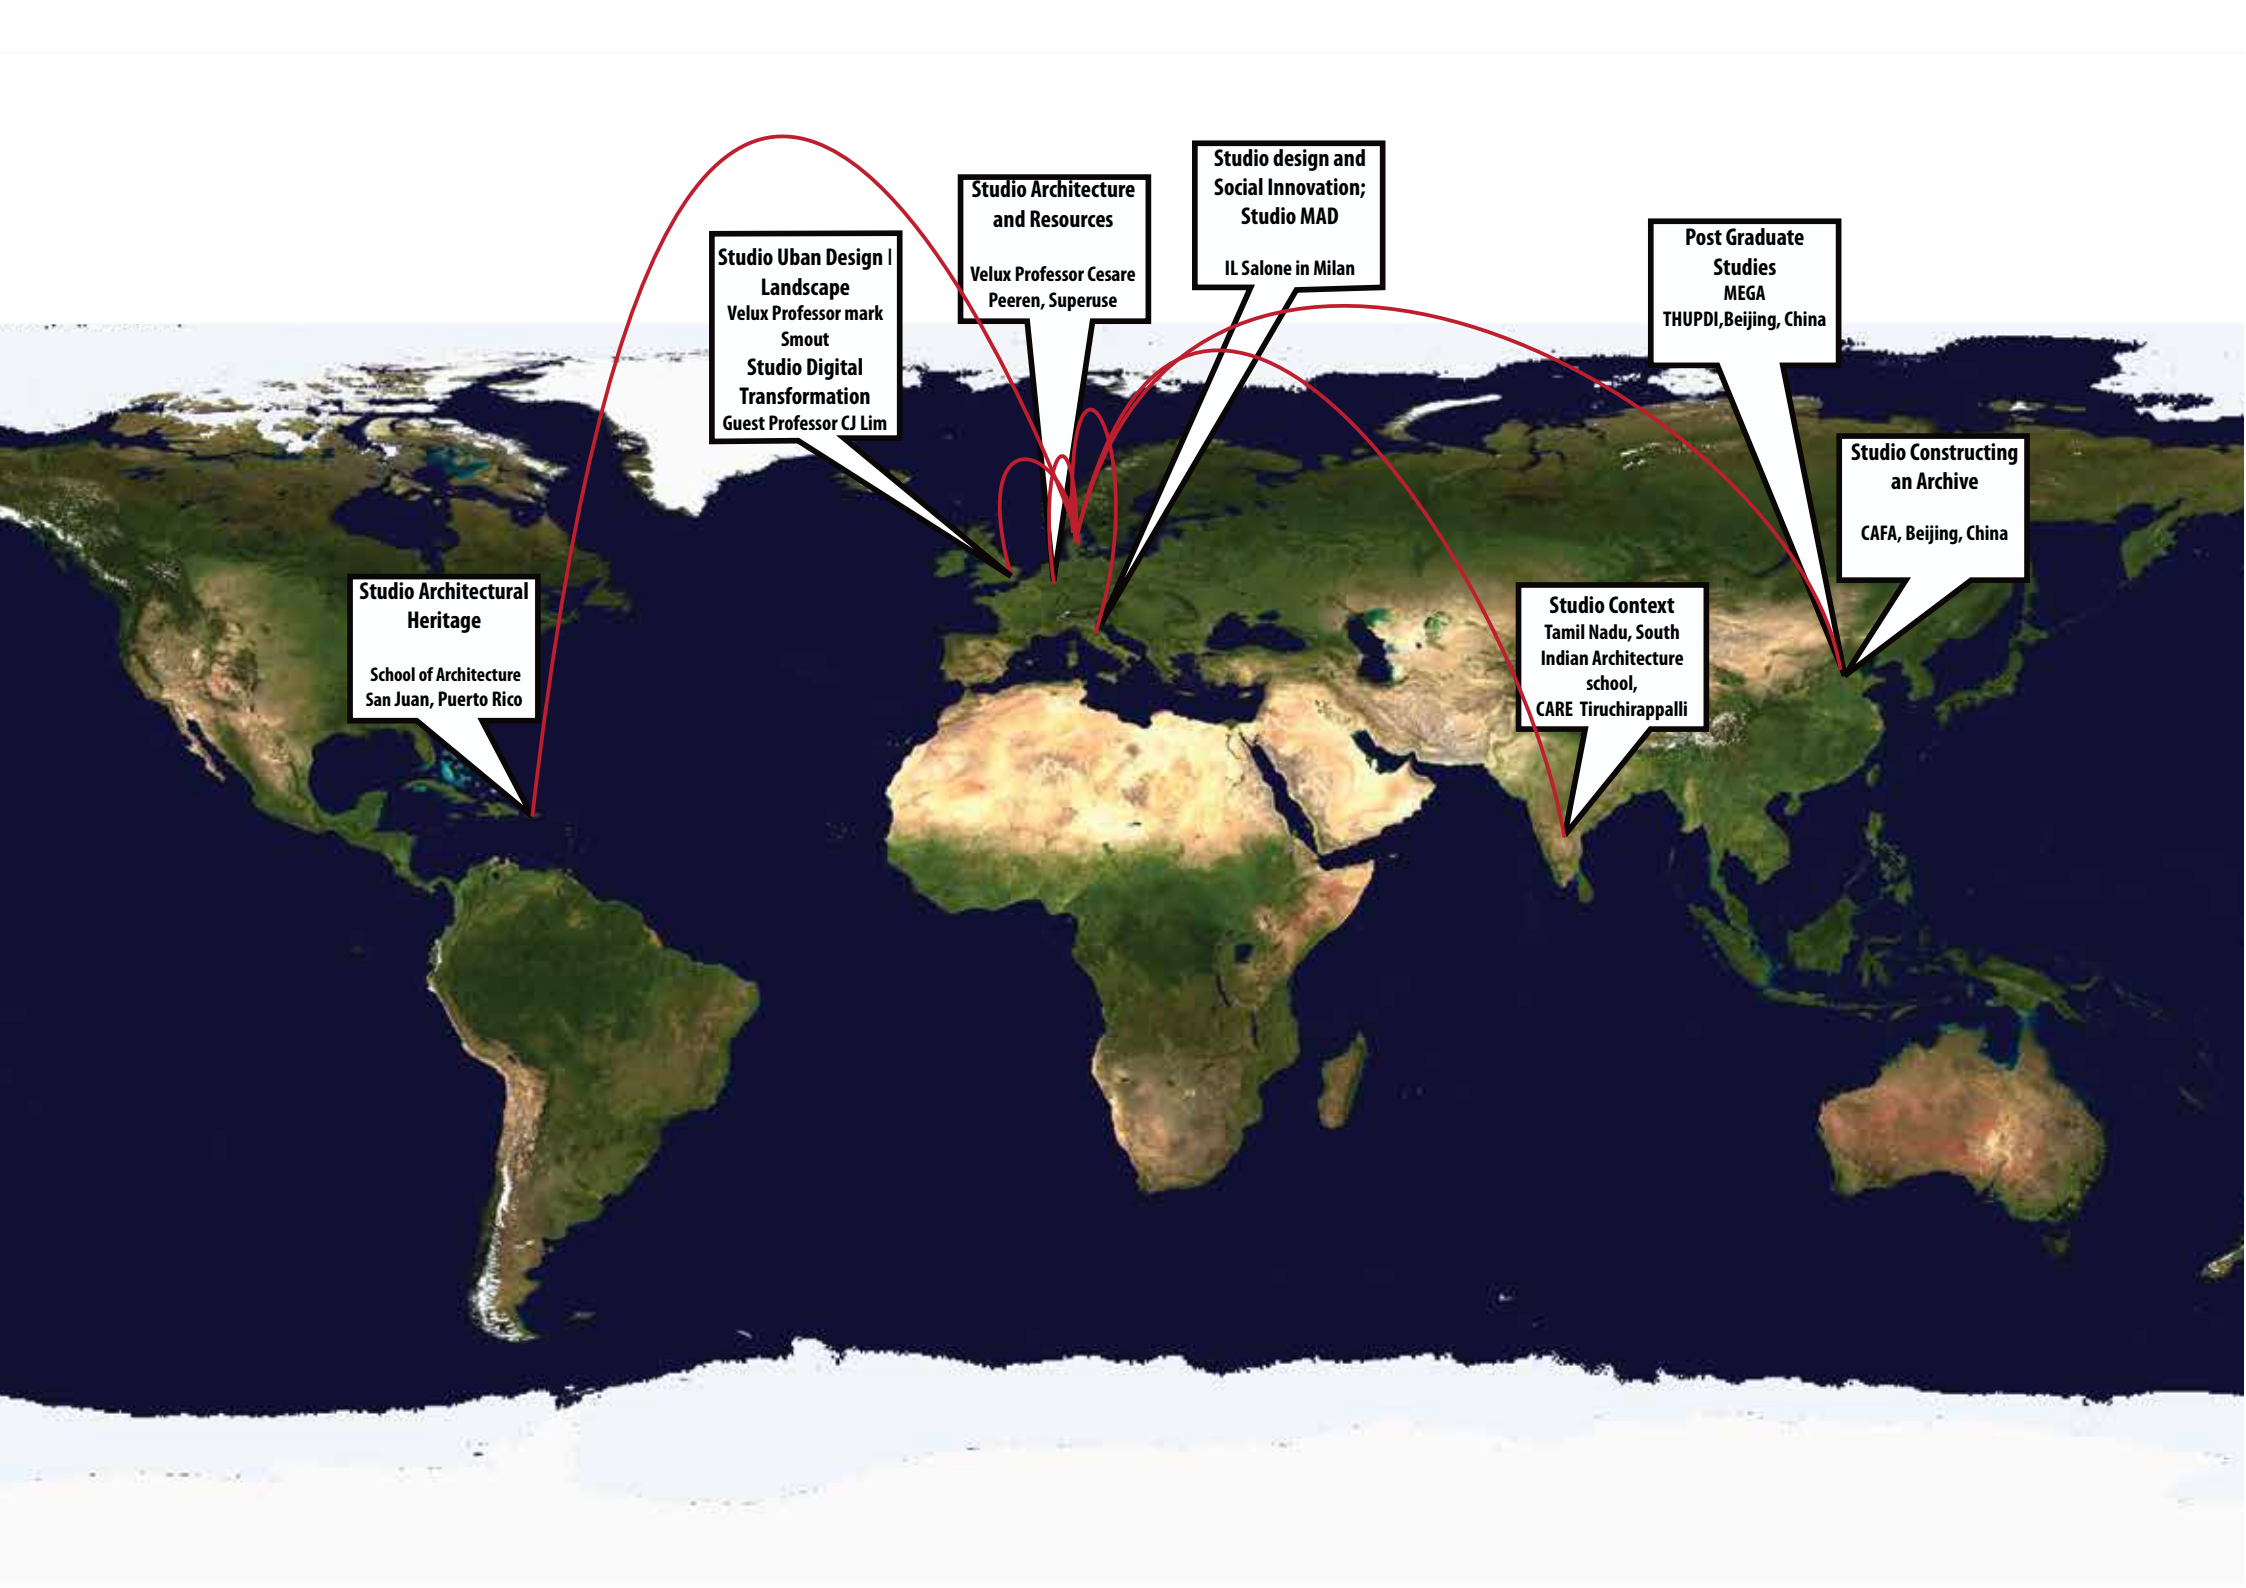 Studio Architectural
Heritage
School of Architecture
San Juan, Puerto Rico
Studio Uban Design |
Landscape
Velux Professor mark
Smout
Studio Digital
Transformation
Guest Professor CJ Lim
Studio Architecture
and Resources
Velux Professor Cesare
Peeren, Superuse
Studio design and
Social Innovation;
Studio MAD
IL Salone in Milan
Studio Context
Tamil Nadu, South
Indian Architecture
school,
CARE Tiruchirappalli
Post Graduate
Studies
MEGA
THUPDI,Beijing, China
Studio Constructing
an Archive
CAFA, Beijing, China